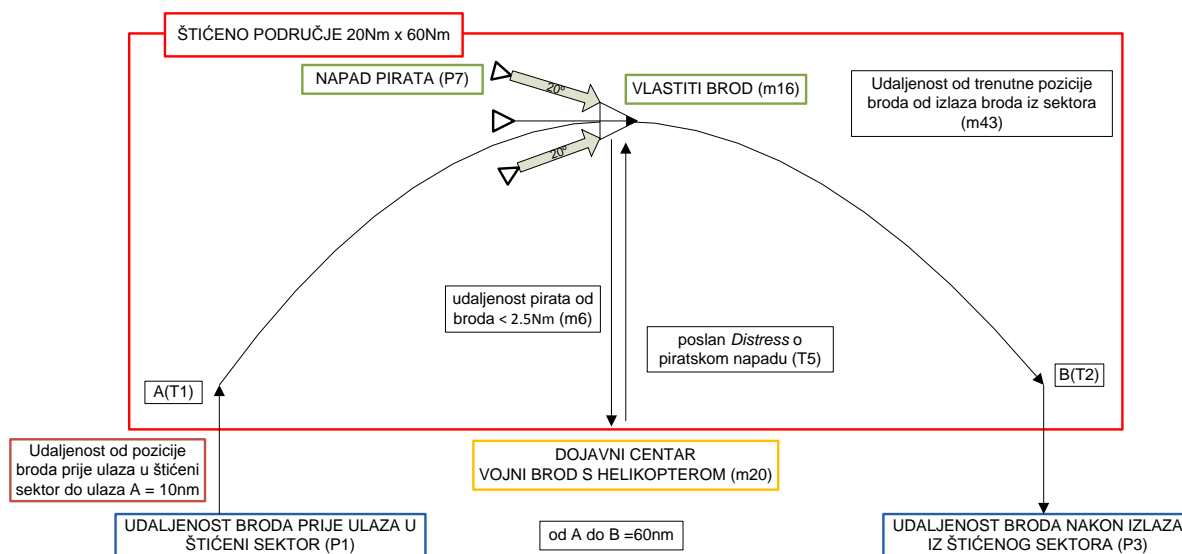 ŠTIĆENO PODRUČJE 20Nm x 60Nm
NAPAD PIRATA (P7)
VLASTITI BROD (m16)
Udaljenost od trenutne pozicije
broda od izlaza broda iz sektora
(m43)
20º
20º
udaljenost pirata od
broda < 2.5Nm (m6)
poslan Distress o
piratskom napadu (T5)
A(T1)
B(T2)
Udaljenost od pozicije
broda prije ulaza u štićeni
sektor do ulaza A = 10nm
DOJAVNI CENTAR
VOJNI BROD S HELIKOPTEROM (m20)
UDALJENOST BRODA PRIJE ULAZA U
ŠTIĆENI SEKTOR (P1)
od A do B =60nm
UDALJENOST BRODA NAKON IZLAZA
IZ ŠTIĆENOG SEKTORA (P3)